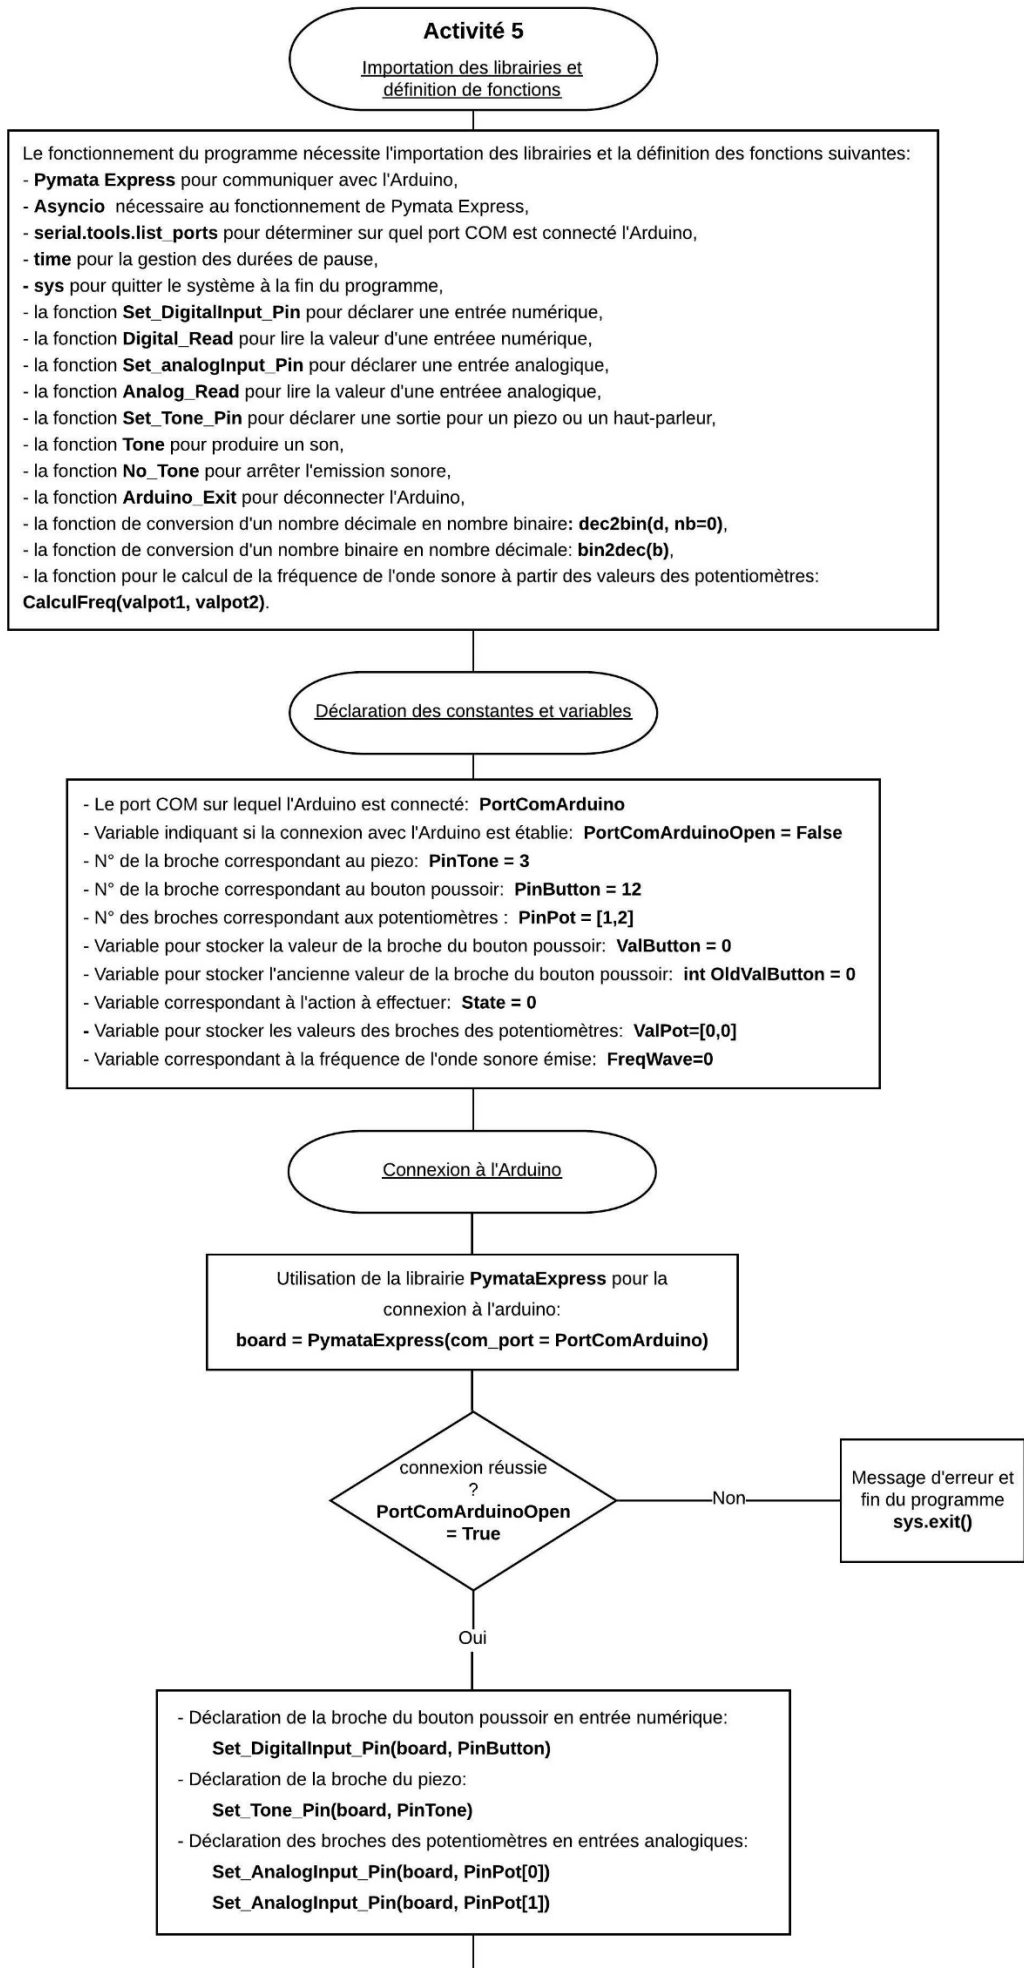 Activité 5
Importation des librairies et
définition de fonctions
Le fonctionnement du programme nécessite l'importation des librairies et la définition des fonctions suivantes:
- Pymata Express pour communiquer avec l'Arduino,
- Asyncio nécessaire au fonctionnement de Pymata Express,
- serial.tools.list_ports pour déterminer sur quel port COM est connecté l'Arduino,
- time pour la gestion des durées de pause,
- sys pour quitter le système à la fin du programme,
- la fonction Set_DigitalInput_Pin pour déclarer une entrée numérique,
- la fonction Digital_Read pour lire la valeur d'une entréee numérique,
- la fonction Set_analogInput_Pin pour déclarer une entrée analogique,
- la fonction Analog_Read pour lire la valeur d'une entréee analogique,
- la fonction Set_Tone_Pin pour déclarer une sortie pour un piezo ou un haut-parleur,
- la fonction Tone pour produire un son,
- la fonction No_Tone pour arrêter l'emission sonore,
- la fonction Arduino_Exit pour déconnecter l'Arduino,
- la fonction de conversion d'un nombre décimale en nombre binaire: dec2bin(d, nb=0),
- la fonction de conversion d'un nombre binaire en nombre décimale: bin2dec(b),
- la fonction pour le calcul de la fréquence de l'onde sonore à partir des valeurs des potentiomètres:
CalculFreq(valpot1, valpot2).
Déclaration des constantes et variables
- Le port COM sur lequel l'Arduino est connecté: PortComArduino
- Variable indiquant si la connexion avec l'Arduino est établie: PortComArduinoOpen = False
- N° de la broche correspondant au piezo: PinTone = 3
- N° de la broche correspondant au bouton poussoir: PinButton = 12
- N° des broches correspondant aux potentiomètres : PinPot = [1,2]
- Variable pour stocker la valeur de la broche du bouton poussoir: ValButton = 0
- Variable pour stocker l'ancienne valeur de la broche du bouton poussoir: int OldValButton = 0
- Variable correspondant à l'action à effectuer: State = 0
- Variable pour stocker les valeurs des broches des potentiomètres: ValPot=[0,0]
- Variable correspondant à la fréquence de l'onde sonore émise: FreqWave=0
Connexion à l'Arduino
Utilisation de la librairie PymataExpress pour la
connexion à l'arduino:
board = PymataExpress(com_port = PortComArduino)
connexion réussie
?
PortComArduinoOpen
= True
Non
Message d'erreur et
fin du programme
sys.exit()
Oui
- Déclaration de la broche du bouton poussoir en entrée numérique:
Set_DigitalInput_Pin(board, PinButton)
- Déclaration de la broche du piezo:
Set_Tone_Pin(board, PinTone)
- Déclaration des broches des potentiomètres en entrées analogiques:
Set_AnalogInput_Pin(board, PinPot[0])
Set_AnalogInput_Pin(board, PinPot[1])